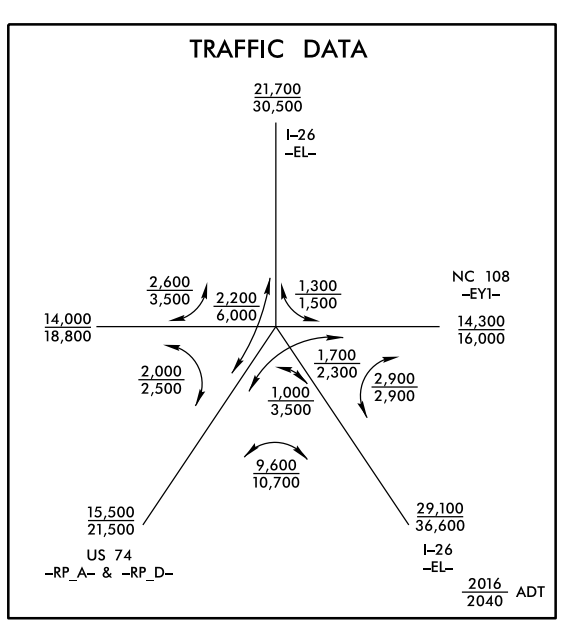 TRAFFIC DATA
21,700
30,500
I-26
-EL-
2,600
3,500
2,200
6,000
1,300
1,500
NC 108
-EY1-
14,000
18,800
14,300
16,000
2,000
2,500
1,700
2,300
1,000
3,500
2,900
2,900
9,600
10,700
15,500
21,500
US 74
-RP_A- & -RP_D-
29,100
36,600
I-26
-EL-
2016
2040 ADT